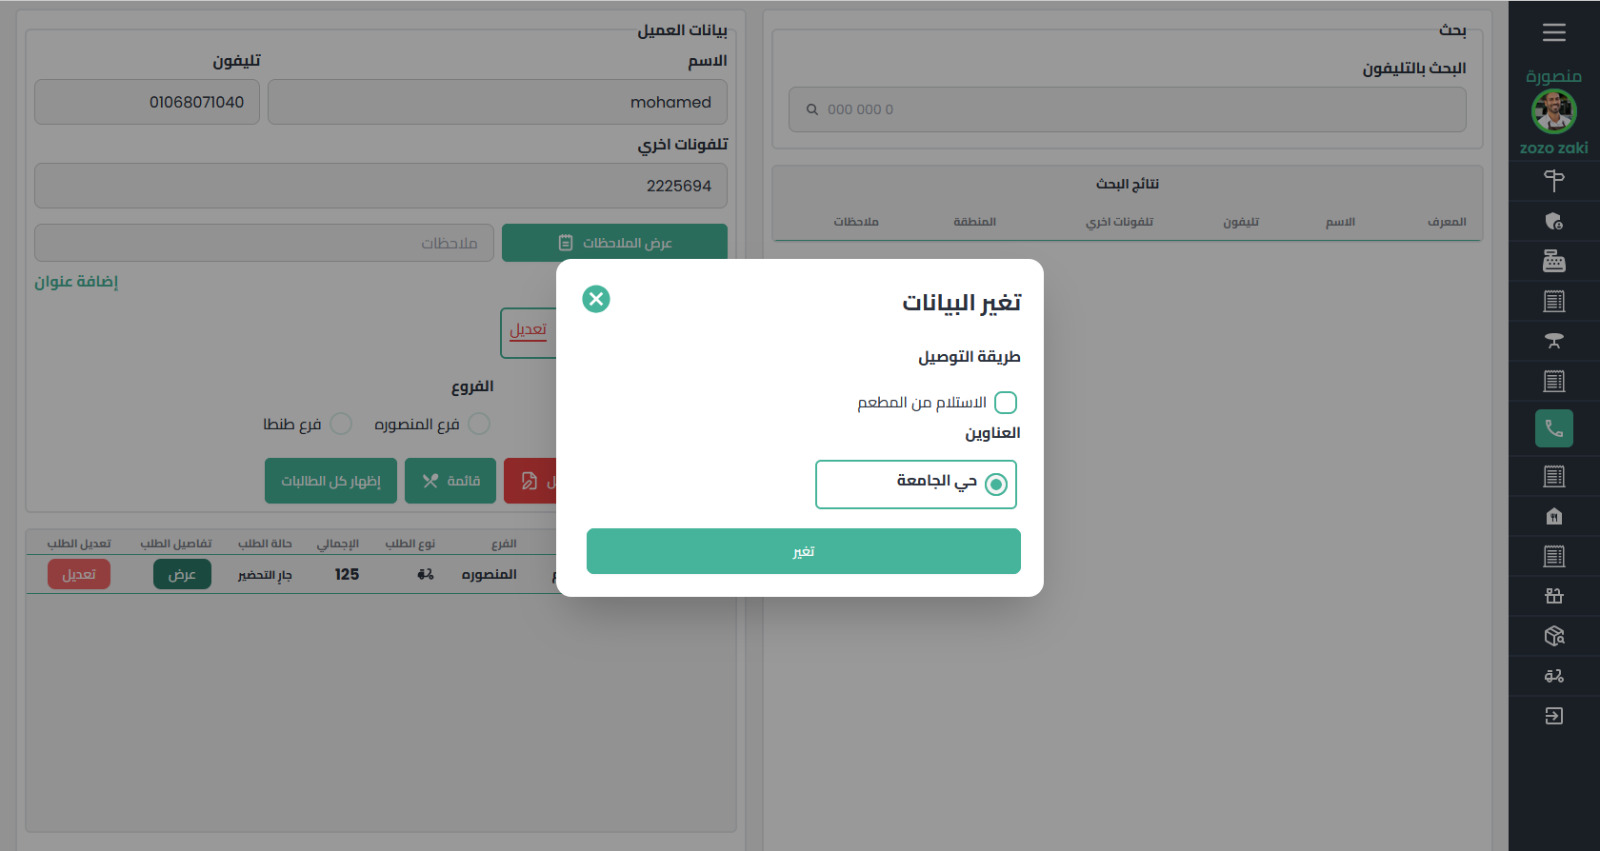 منصورة
zozo zaki
بحث
البحث بالتليفون
000 000 0
نتائج البحث
المعرف الاسم تليفون تلفونات اخري المنطقة ملاحظات
بيانات العميل
الاسم تليفون
mohamed 01068071040
تلفونات اخري
2225694
عرض الملاحظات ملاحظات
إضافة عنوان
تعديل
الفروع
فرع المنصوره فرع طنطا
قائمة إظهار كل الطالبات
الفرع نوع الطلب الإجمالي حالة الطلب تفاصيل الطلب تعديل الطلب
المنصوره 125 جارِ التحضير عرض تعديل
تغير البيانات
طريقة التوصيل
الاستلام من المطعم
العناوين
حي الجامعة
تغير